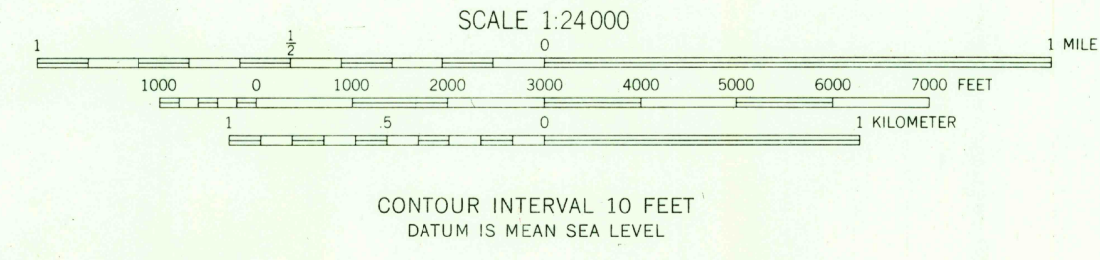 SCALE 1:24 000
1 1/2 0 1 MILE
1000 0 1000 2000 3000 4000 5000 6000 7000 FEET
1 .5 0 1 KILOMETER
CONTOUR INTERVAL 10 FEET
DATUM IS MEAN SEA LEVEL